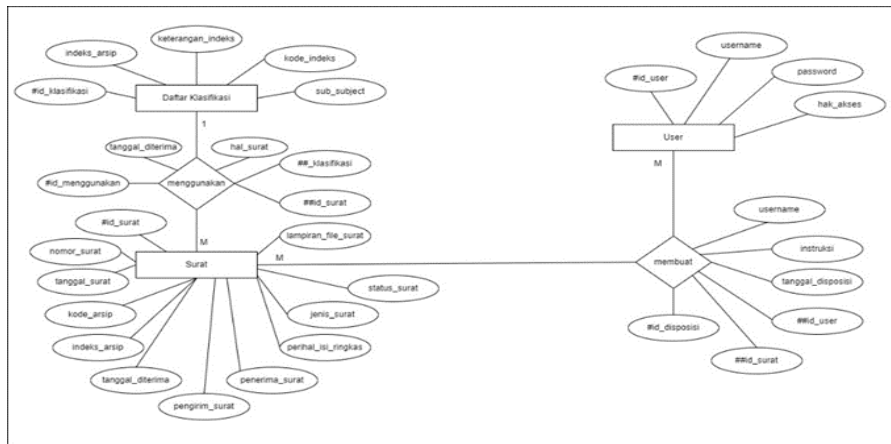 keterangan_indeks
indeks_arsip
kode_indeks
#id_klasifikasi
Daftar Klasifikasi
sub_subject
1
tanggal_diterima
hal_surat
##_klasifikasi
#id_menggunakan
menggunakan
##id_surat
#id_surat
M
lampiran_file_surat
nomor_surat
Surat
M
tanggal_surat
status_surat
kode_arsip
jenis_surat
indeks_arsip
perihal_isi_ringkas
tanggal_diterima
penerima_surat
pengirim_surat
username
#id_user
password
hak_akses
User
M
username
instruksi
membuat
tanggal_disposisi
##id_user
#id_disposisi
##id_surat